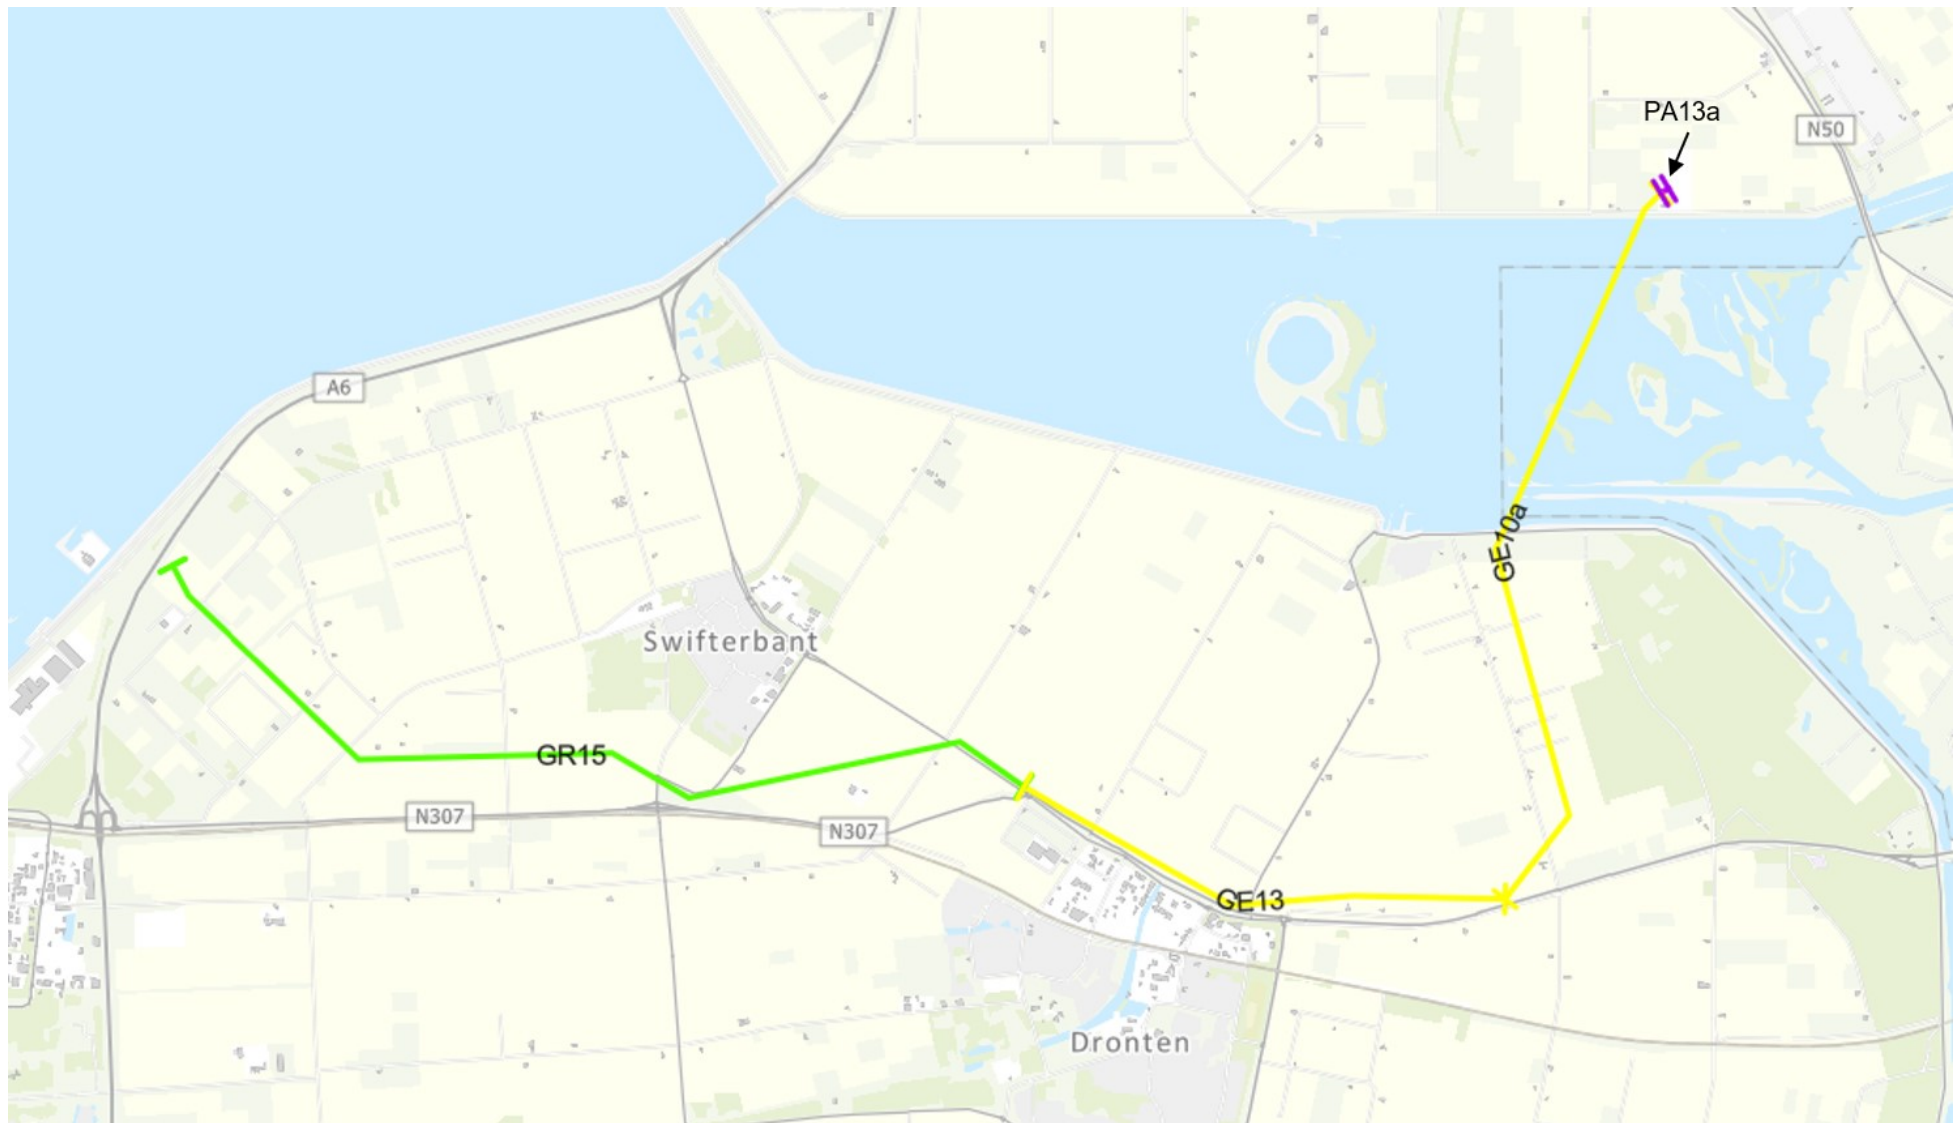 PA13a
N50
A6
GE10a
Swifterbant
GR15
N307
N307
GE13
Dronten